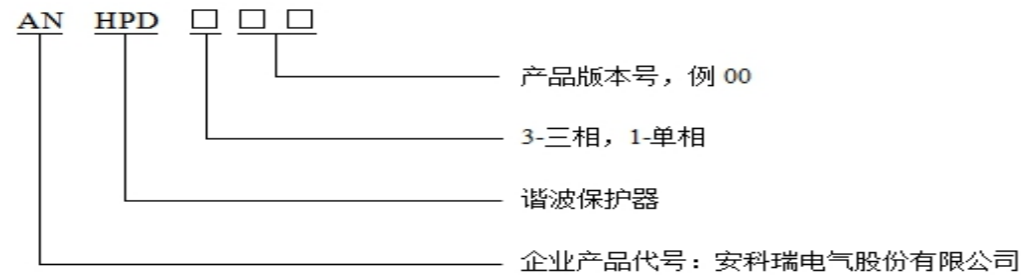 AN HPD □ □ □
产品版本号，例 00
3-三相，1-单相
谐波保护器
企业产品代号：安科瑞电气股份有限公司